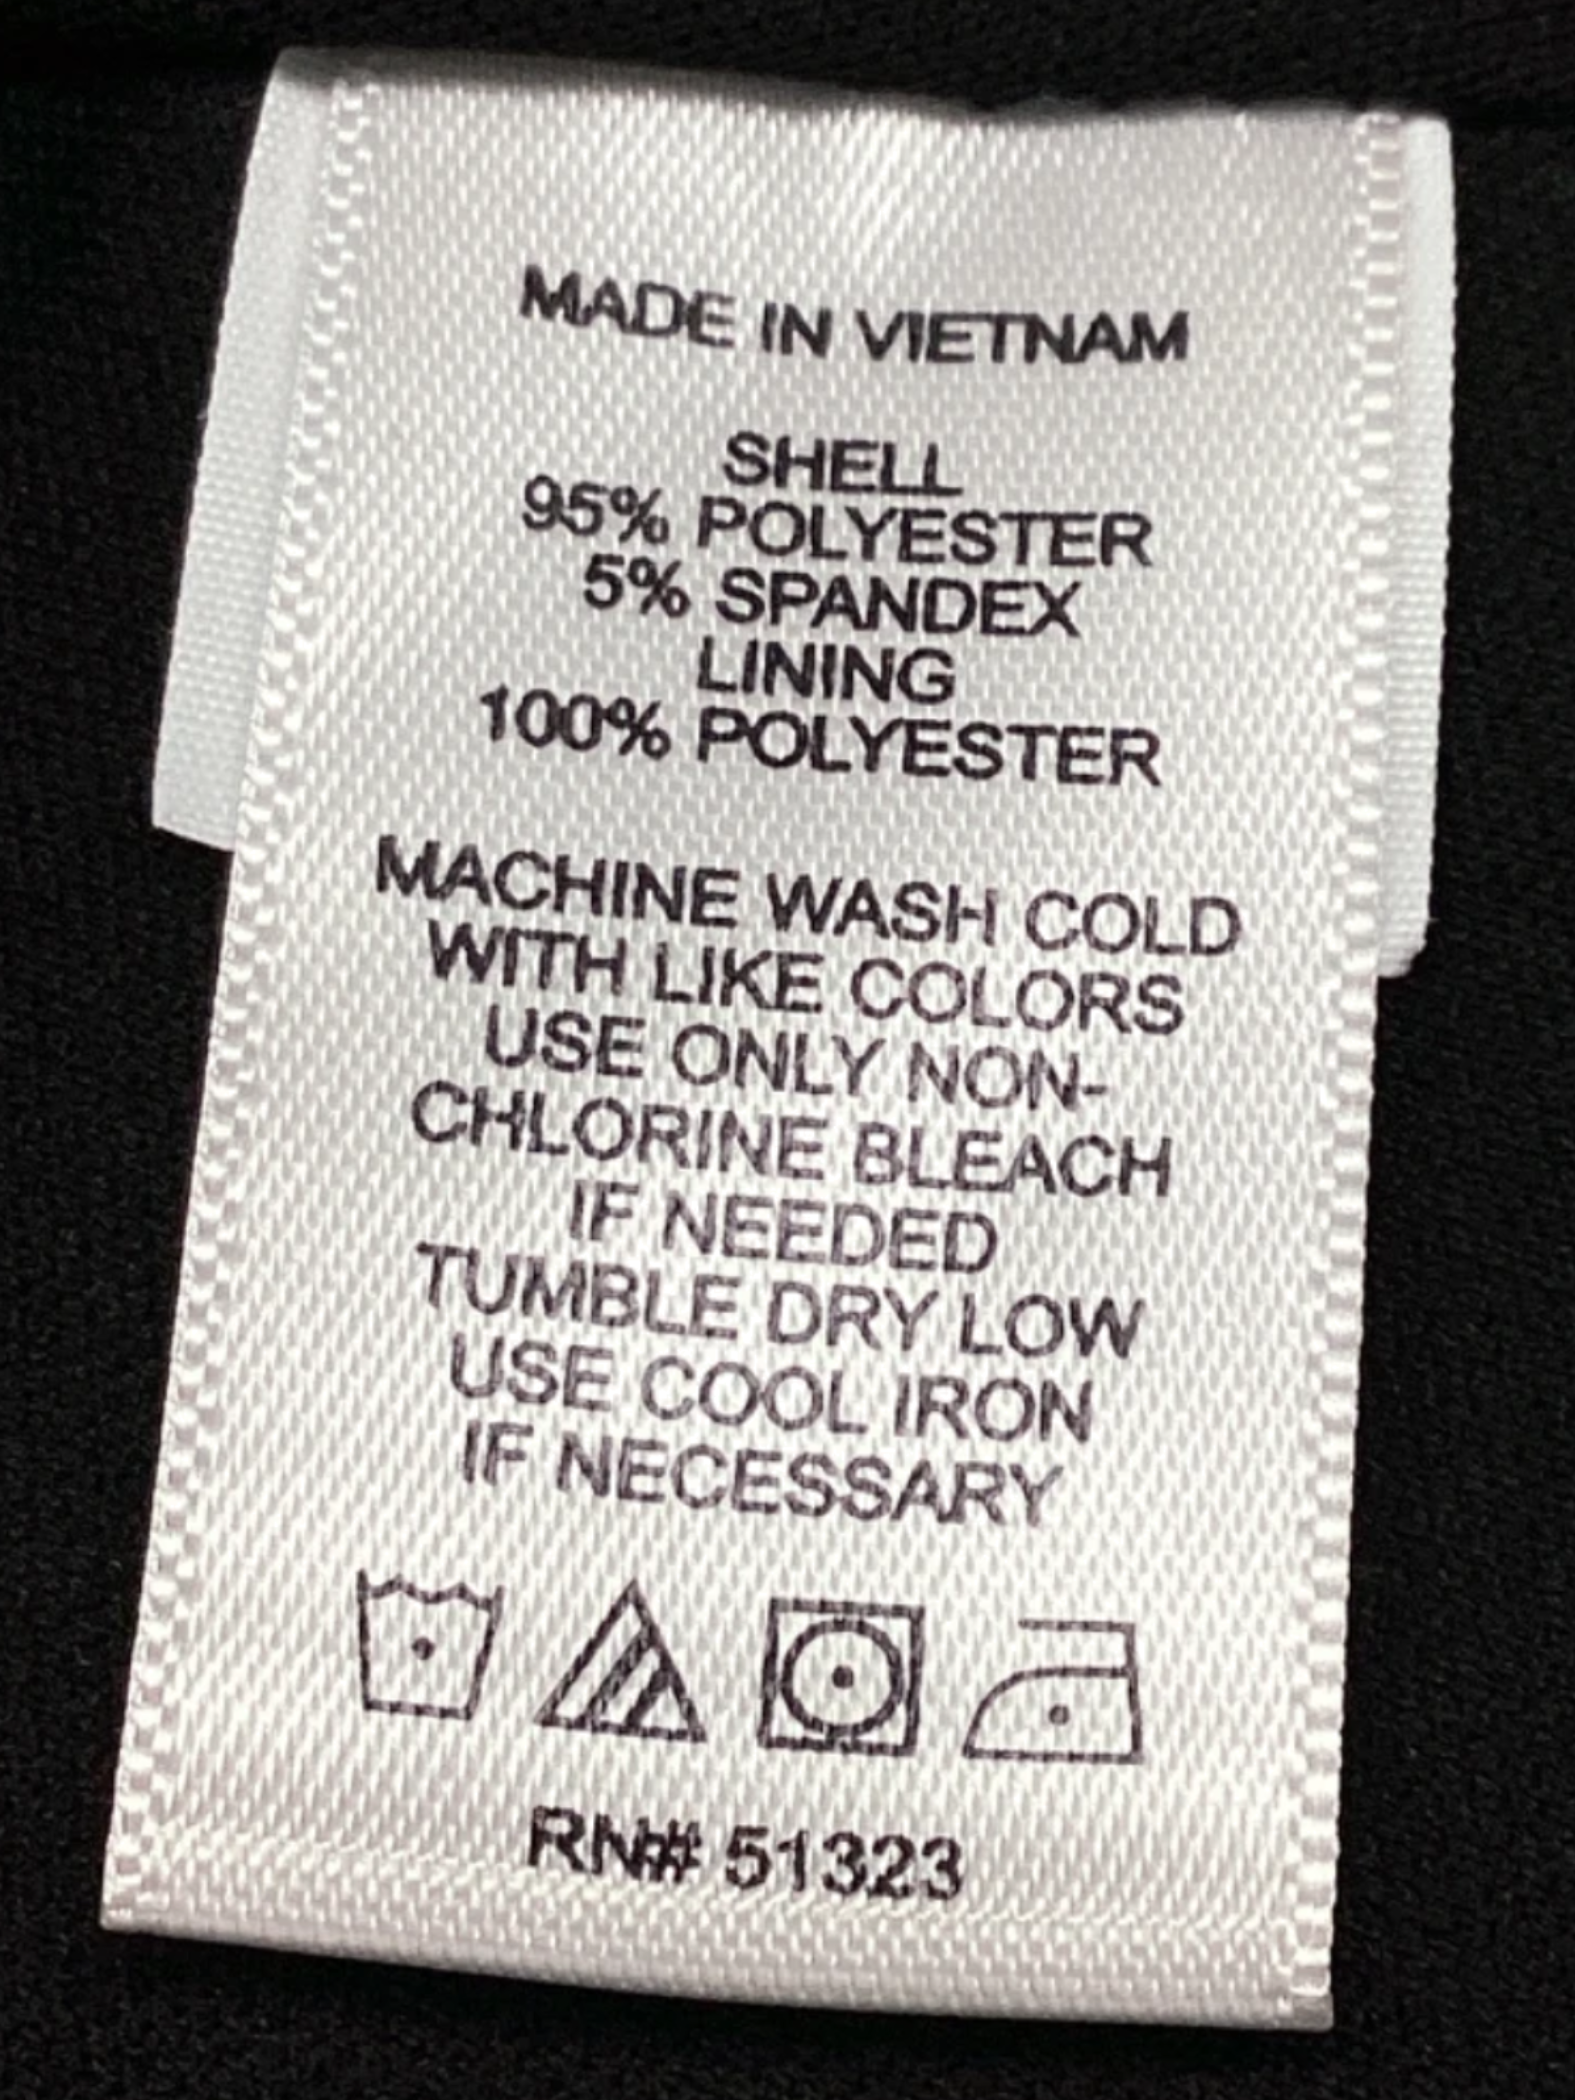 MADE IN VIETNAM
SHELL
95% POLYESTER
5% SPANDEX
LINING
100% POLYESTER
MACHINE WASH COLD
WITH LIKE COLORS
USE ONLY NON-
CHLORINE BLEACH
IF NEEDED
TUMBLE DRY LOW
USE COOL IRON
IF NECESSARY
RN# 51323